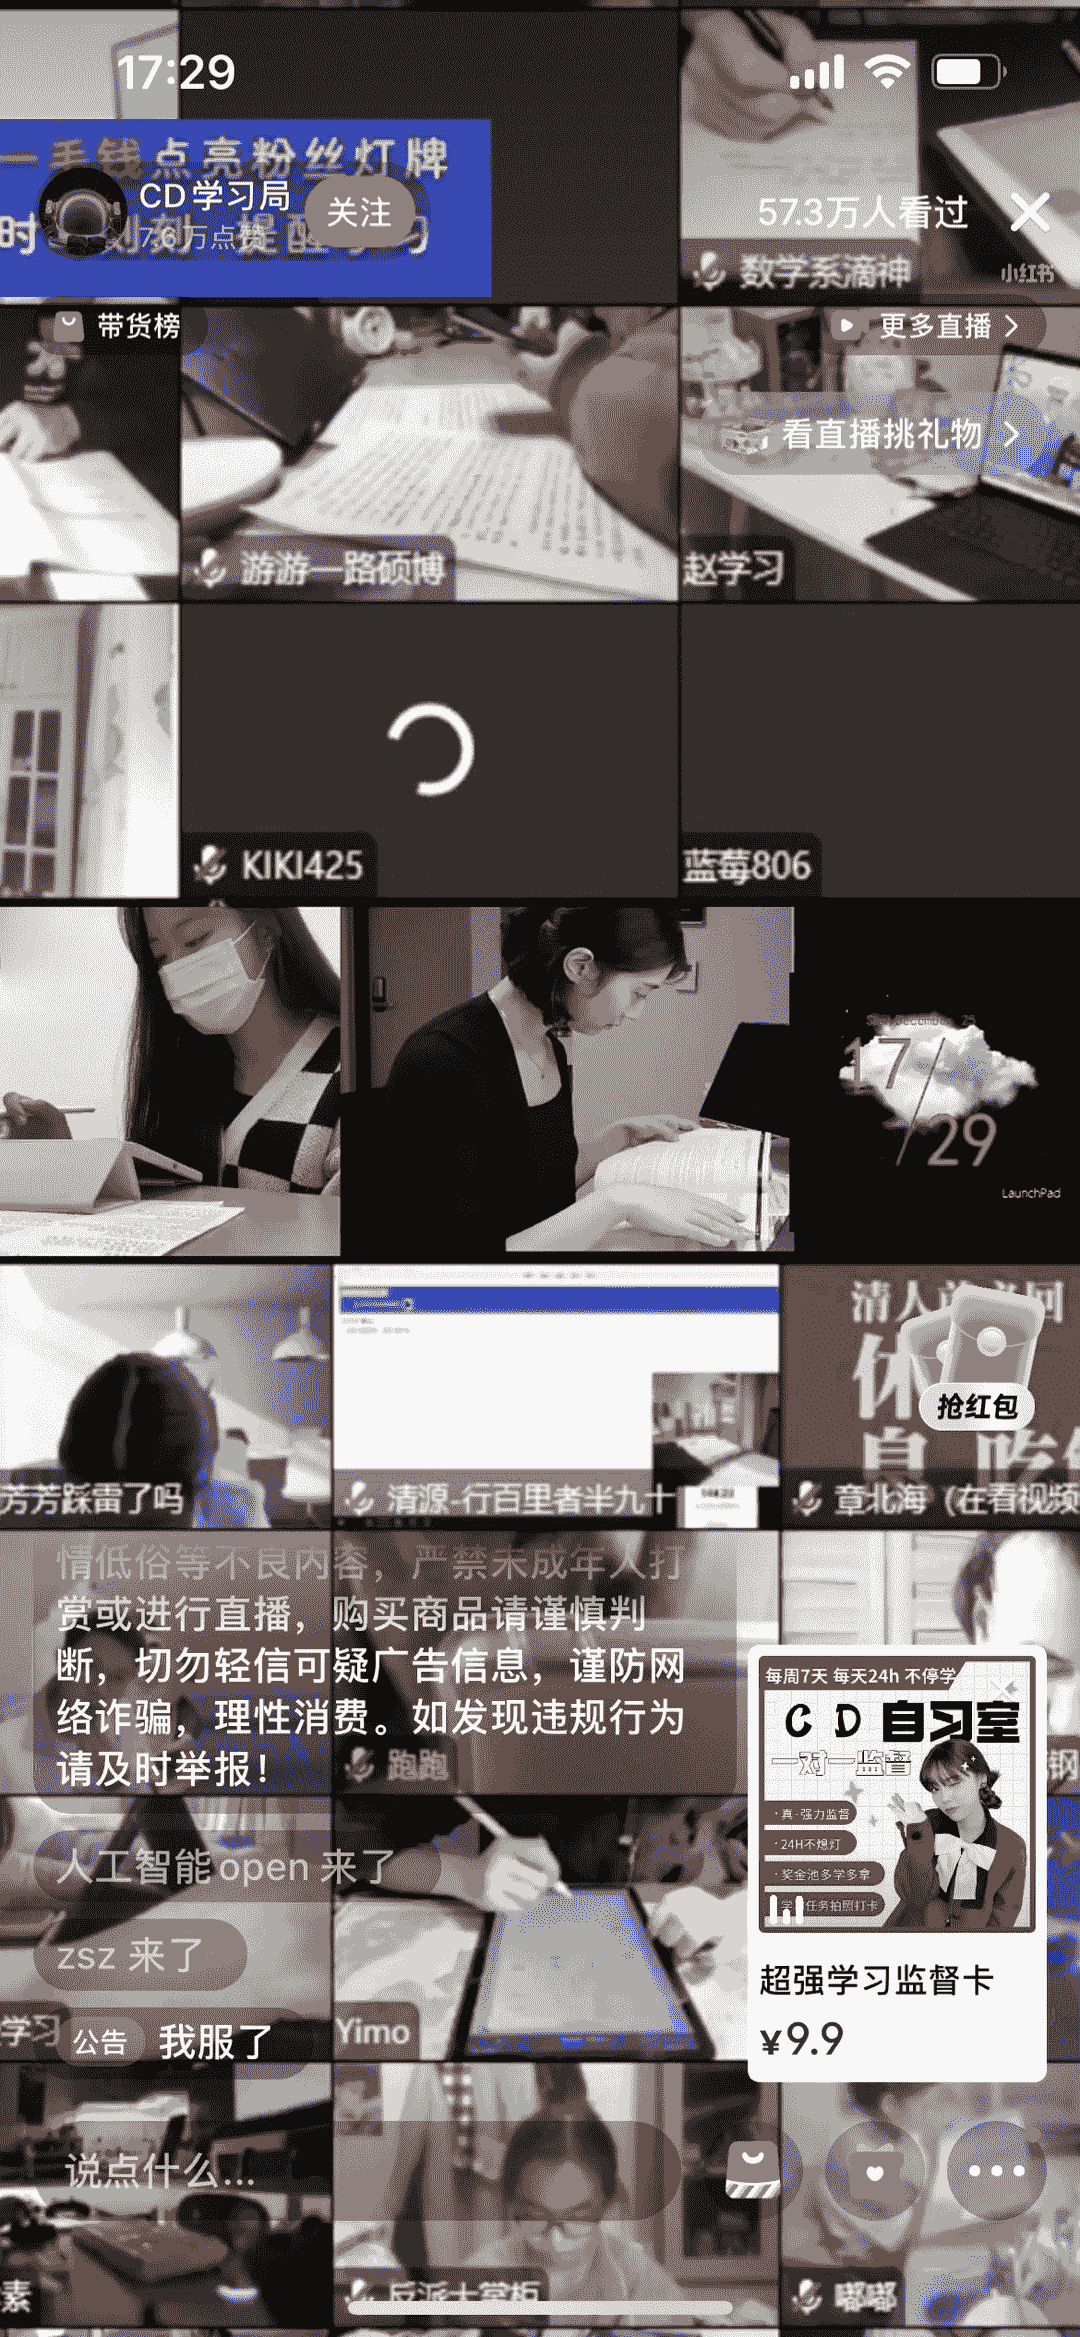 17:29
一手钱点亮粉丝灯牌
CD学习局
关注
57.3万人看过
7.6万点赞
数学系滴神
小红书
带货榜
更多直播
看直播挑礼物
游游一路硕博
赵学习
KIKI425
蓝莓806
17
29
LaunchPad
抢红包
芳芳踩雷了吗
清源-行百里者半九十
章北海（在看视频
情低俗等不良内容，严禁未成年人打
赏或进行直播，购买商品请谨慎判
断，切勿轻信可疑广告信息，谨防网
络诈骗，理性消费。如发现违规行为
请及时举报！
跑跑
钢
每周7天 每天24h 不停学
CD 自习室
一对一监督
·真·强力监督
·24H不熄灯
·奖金池多学多拿
任务拍照打卡
超强学习监督卡
¥9.9
人工智能open 来了
zsz 来了
学习
公告 我服了
Yimo
说点什么...
素
反派大掌柜
嘟嘟